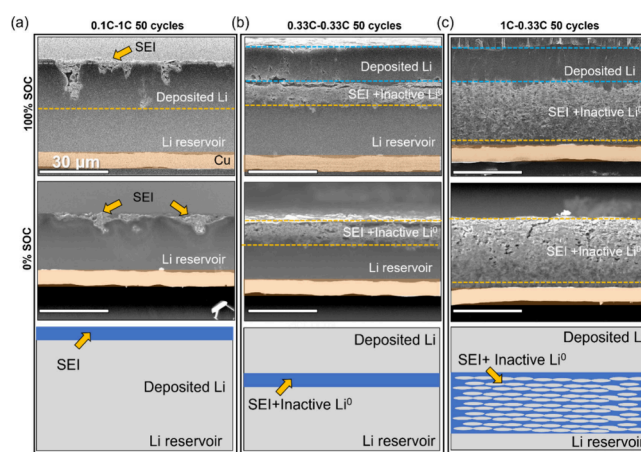 (a)
0.1C-1C 50 cycles
(b)
0.33C-0.33C 50 cycles
(c)
1C-0.33C 50 cycles
100% SOC
SEI
Deposited Li
Li reservoir
30 μm
Cu
Deposited Li
SEI +Inactive Li⁰
Li reservoir
Deposited Li
SEI +Inactive Li⁰
0% SOC
SEI
Li reservoir
SEI +Inactive Li⁰
Li reservoir
SEI +Inactive Li⁰
SEI
Deposited Li
Li reservoir
Deposited Li
SEI+Inactive Li⁰
Li reservoir
Deposited Li
SEI+ Inactive Li⁰
Li reservoir